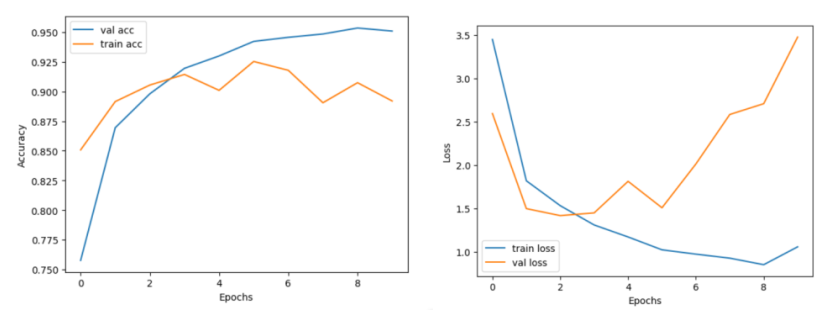 val acc
train acc
0.950
0.925
0.900
0.875
0.850
0.825
0.800
0.775
0.750
Accuracy
0 2 4 6 8
Epochs
3.5
3.0
2.5
2.0
1.5
1.0
Loss
train loss
val loss
0 2 4 6 8
Epochs